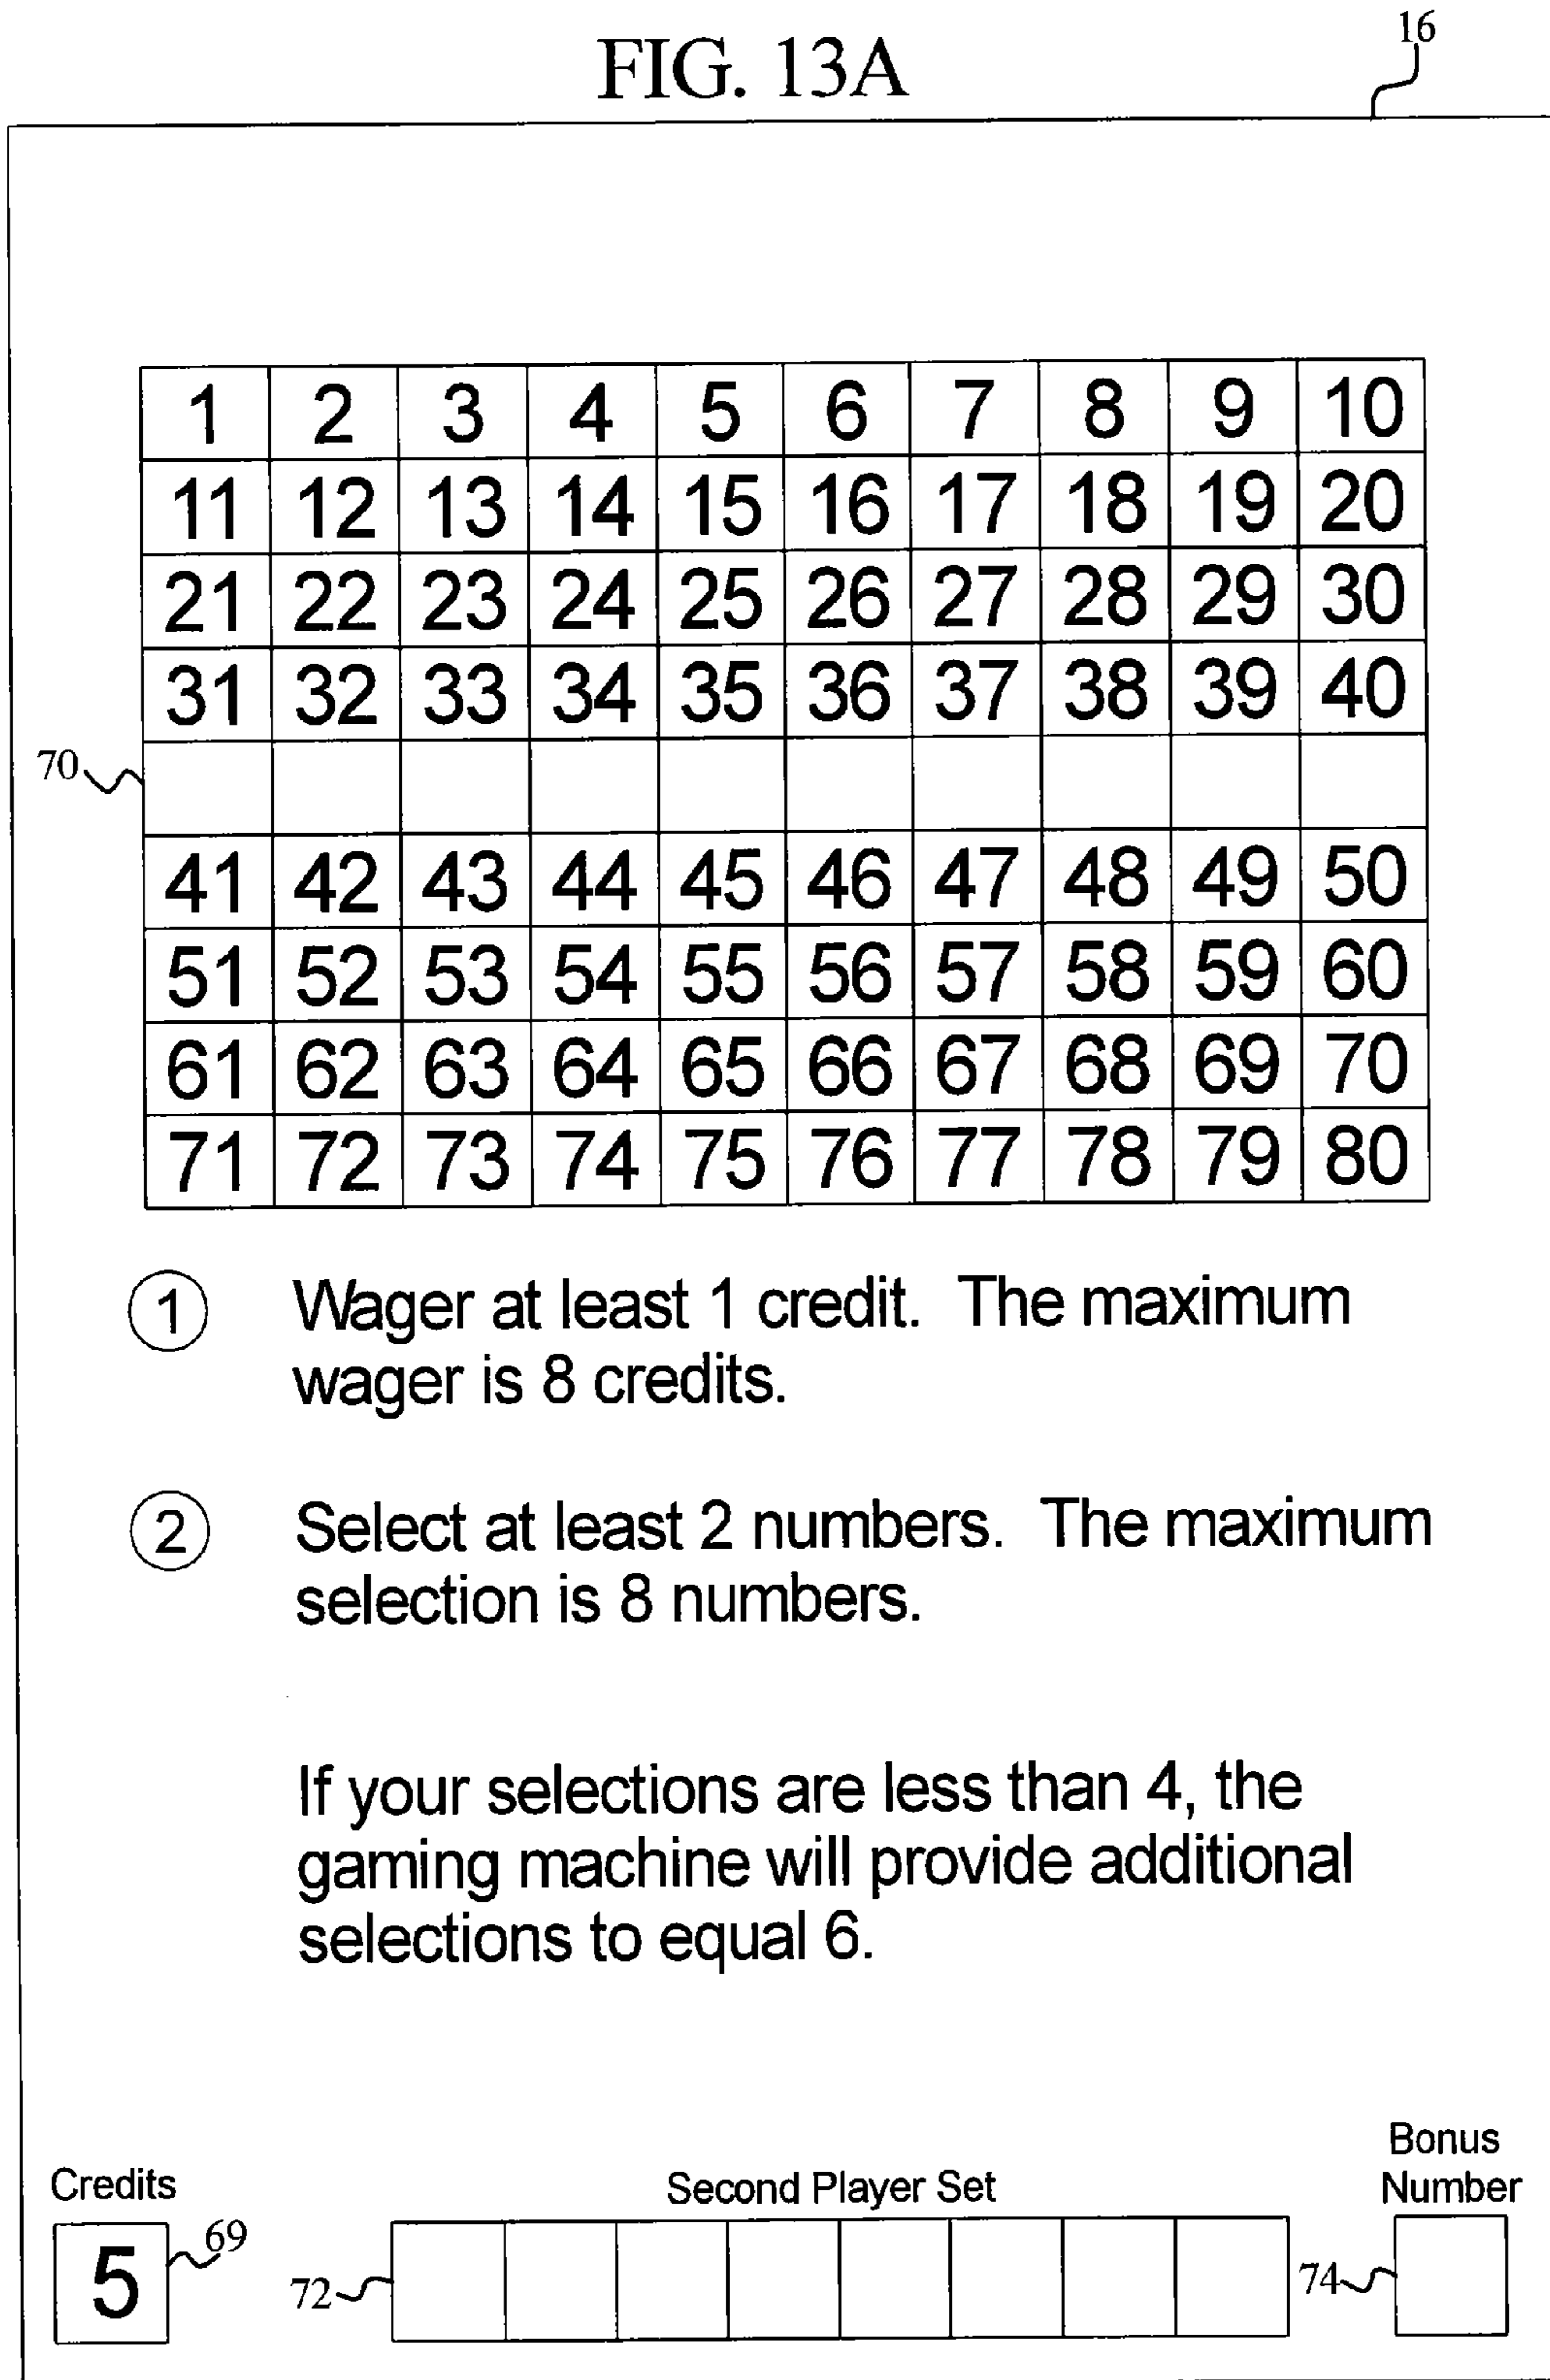 FIG. 13A
16
1 2 3 4 5 6 7 8 9 10
11 12 13 14 15 16 17 18 19 20
21 22 23 24 25 26 27 28 29 30
31 32 33 34 35 36 37 38 39 40
70
41 42 43 44 45 46 47 48 49 50
51 52 53 54 55 56 57 58 59 60
61 62 63 64 65 66 67 68 69 70
71 72 73 74 75 76 77 78 79 80
1 Wager at least 1 credit. The maximum
wager is 8 credits.
2 Select at least 2 numbers. The maximum
selection is 8 numbers.
If your selections are less than 4, the
gaming machine will provide additional
selections to equal 6.
Credits
5
69
Second Player Set
72
Bonus
Number
74